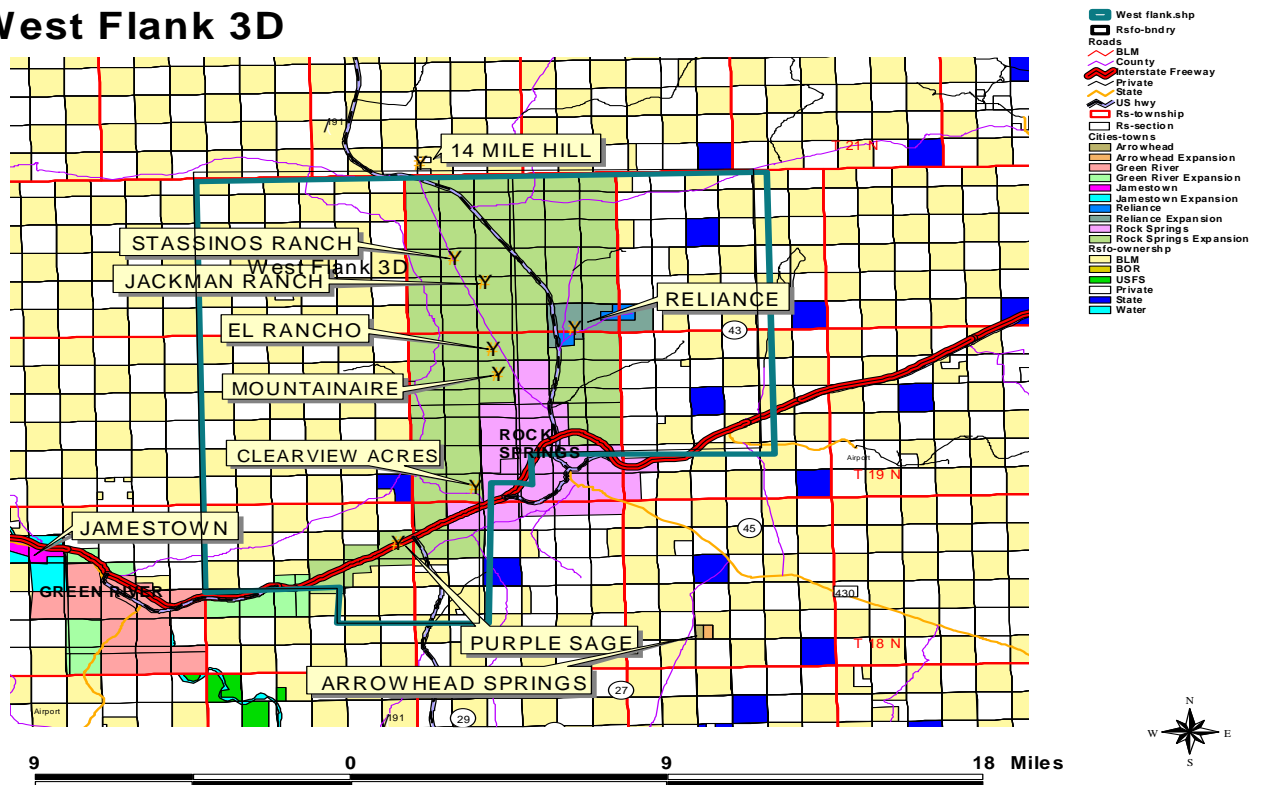 West Flank 3D
West flank.shp
Rsfo-bndry
Roads
BLM
County
Interstate Freeway
Private
State
US hwy
Rs-township
Rs-section
Cities-towns
Arrowhead
Arrowhead Expansion
Green River
Green River Expansion
Jamestown
Jamestown Expansion
Reliance
Reliance Expansion
Rock Springs
Rock Springs Expansion
Rsfo-ownershp
BLM
BOR
USFS
Private
State
Water
191
14 MILE HILL
T 21 N
STASSINOS RANCH
West Flank 3D
JACKMAN RANCH
RELIANCE
EL RANCHO
43
MOUNTAINAIRE
ROCK
SPRINGS
CLEARVIEW ACRES
Airport
T 19 N
JAMESTOWN
45
GREEN RIVER
430
PURPLE SAGE
T 18 N
ARROWHEAD SPRINGS
27
Airport
191
29
N
W E
S
9 0 9 18 Miles